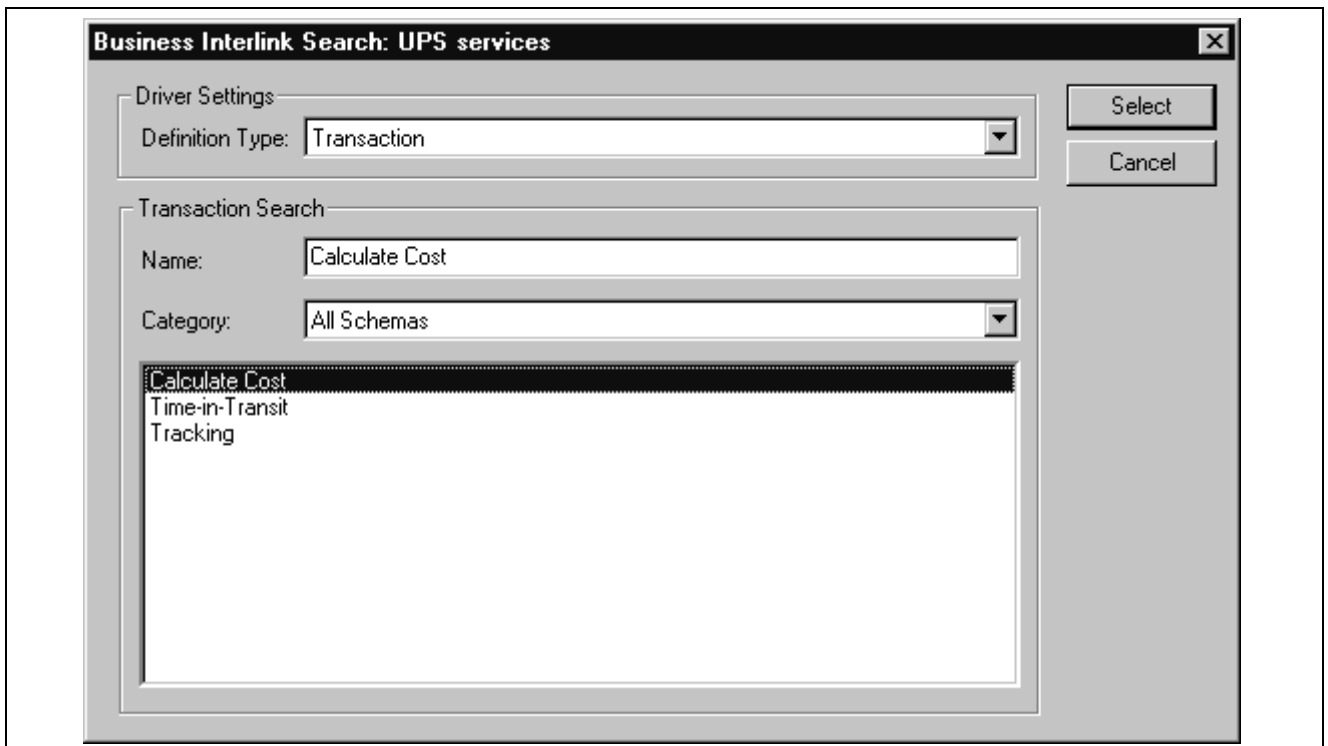 Business Interlink Search: UPS services
Driver Settings
Select
Definition Type: Transaction
Cancel
Transaction Search
Name: Calculate Cost
Category: All Schemas
Calculate Cost
Time-in-Transit
Tracking